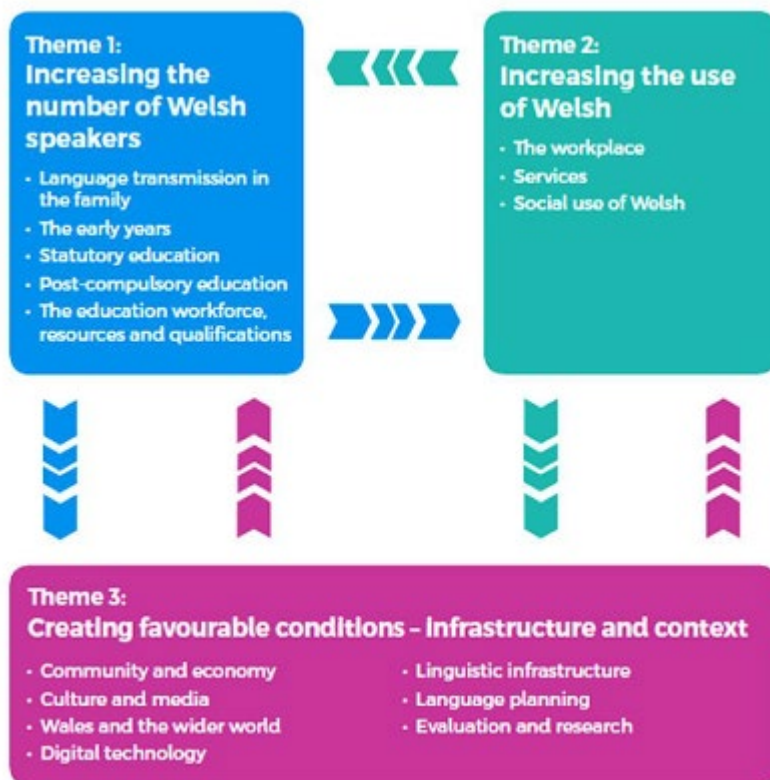 Theme 1:
Increasing the
number of Welsh
speakers
• Language transmission in
the family
• The early years
• Statutory education
• Post-compulsory education
• The education workforce,
resources and qualifications
Theme 2:
Increasing the use
of Welsh
• The workplace
• Services
• Social use of Welsh
Theme 3:
Creating favourable conditions – infrastructure and context
• Community and economy
• Culture and media
• Wales and the wider world
• Digital technology
• Linguistic infrastructure
• Language planning
• Evaluation and research